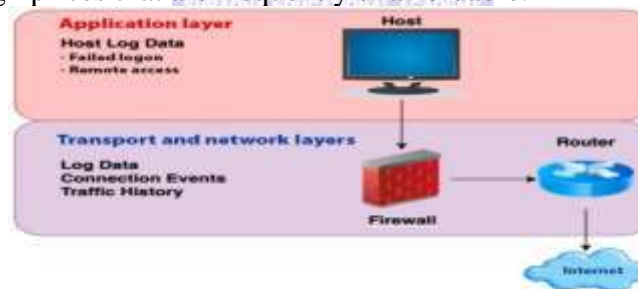 Application layer
Host
Host Log Data
- Failed logon
- Remote access
Transport and network layers
Router
Log Data
Connection Events
Traffic History
Firewall
Internet